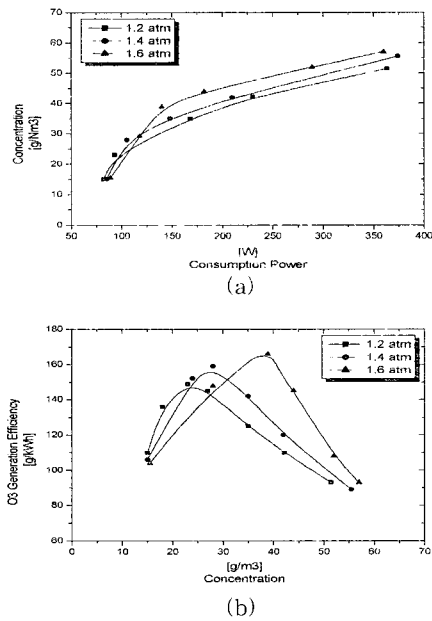 70
60
50
40
30
20
10
0
Concentration
[g/Nm3]
1.2 atm
1.4 atm
1.6 atm
50 100 150 200 250 300 350 400
[W]
Consumption Power
(a)
180
160
140
120
100
80
60
O3 Generation Efficiency
[g/kWh]
1.2 atm
1.4 atm
1.6 atm
0 10 20 30 40 50 60 70
[g/m3]
Concentration
(b)